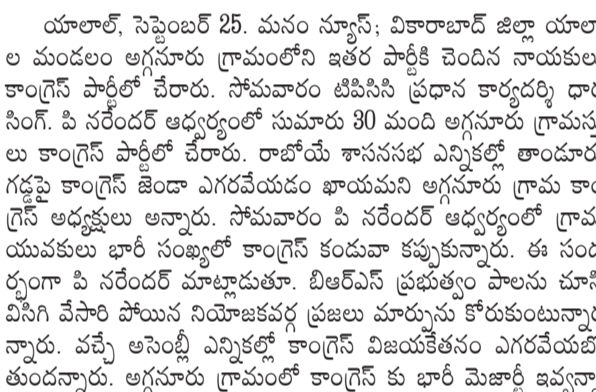 యాలాల్, సెప్టెంబర్ 25. మనం న్యూస్; వికారాబాద్ జిల్లా యాలా
ల మండలం అగ్గనూరు గ్రామంలోని ఇతర పార్టీకి చెందిన నాయకులు
కాంగ్రెస్ పార్టీలో చేరారు. సోమవారం టిపిసిసి ప్రధాన కార్యదర్శి ధారా
సింగ్. పి నరేందర్ ఆధ్వర్యంలో సుమారు 30 మంది అగ్గనూరు గ్రామస్తు
లు కాంగ్రెస్ పార్టీలో చేరారు. రాబోయే శాసనసభ ఎన్నికల్లో తాండూరు
గడ్డపై కాంగ్రెస్ జెండా ఎగరవేయడం ఖాయమని అగ్గనూరు గ్రామ కాం
గ్రెస్ అధ్యక్షులు అన్నారు. సోమవారం పి నరేందర్ ఆధ్వర్యంలో గ్రామ
యువకులు భారీ సంఖ్యలో కాంగ్రెస్ కండువా కప్పుకున్నారు. ఈ సంద
ర్భంగా పి నరేందర్ మాట్లాడుతూ. బిఆర్ఎస్ ప్రభుత్వం పాలను చూసి
విసిగి వేసారి పోయిన నియోజకవర్గ ప్రజలు మార్పును కోరుకుంటున్నార
న్నారు. వచ్చే అసెంబ్లీ ఎన్నికల్లో కాంగ్రెస్ విజయకేతనం ఎగరవేయబో
తుందన్నారు. అగ్గనూరు గ్రామంలో కాంగ్రెస్ కు భారీ మెజార్టీ ఇవ్వన్నా